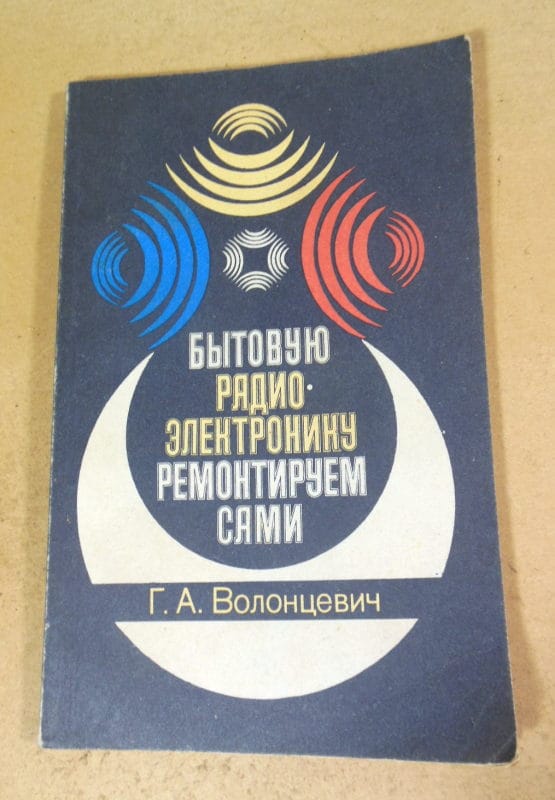 БЫТОВУЮ
РАДИО-
ЭЛЕКТРОНИКУ
РЕМОНТИРУЕМ
САМИ
Г. А. Волонцевич